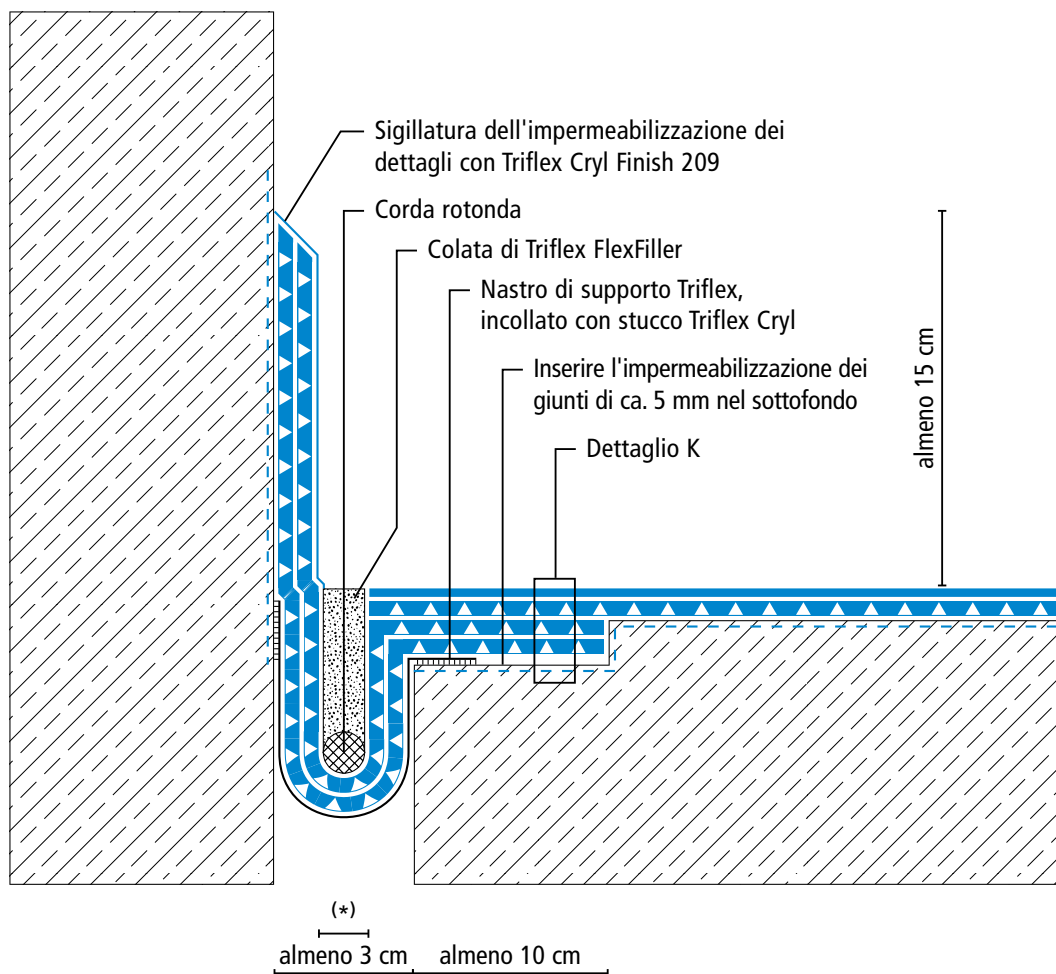 Sigillatura dell'impermeabilizzazione dei
dettagli con Triflex Cryl Finish 209
Corda rotonda
Colata di Triflex FlexFiller
Nastro di supporto Triflex,
incollato con stucco Triflex Cryl
Inserire l'impermeabilizzazione dei
giunti di ca. 5 mm nel sottofondo
Dettaglio K
almeno 15 cm
(*)
almeno 3 cm
almeno 10 cm